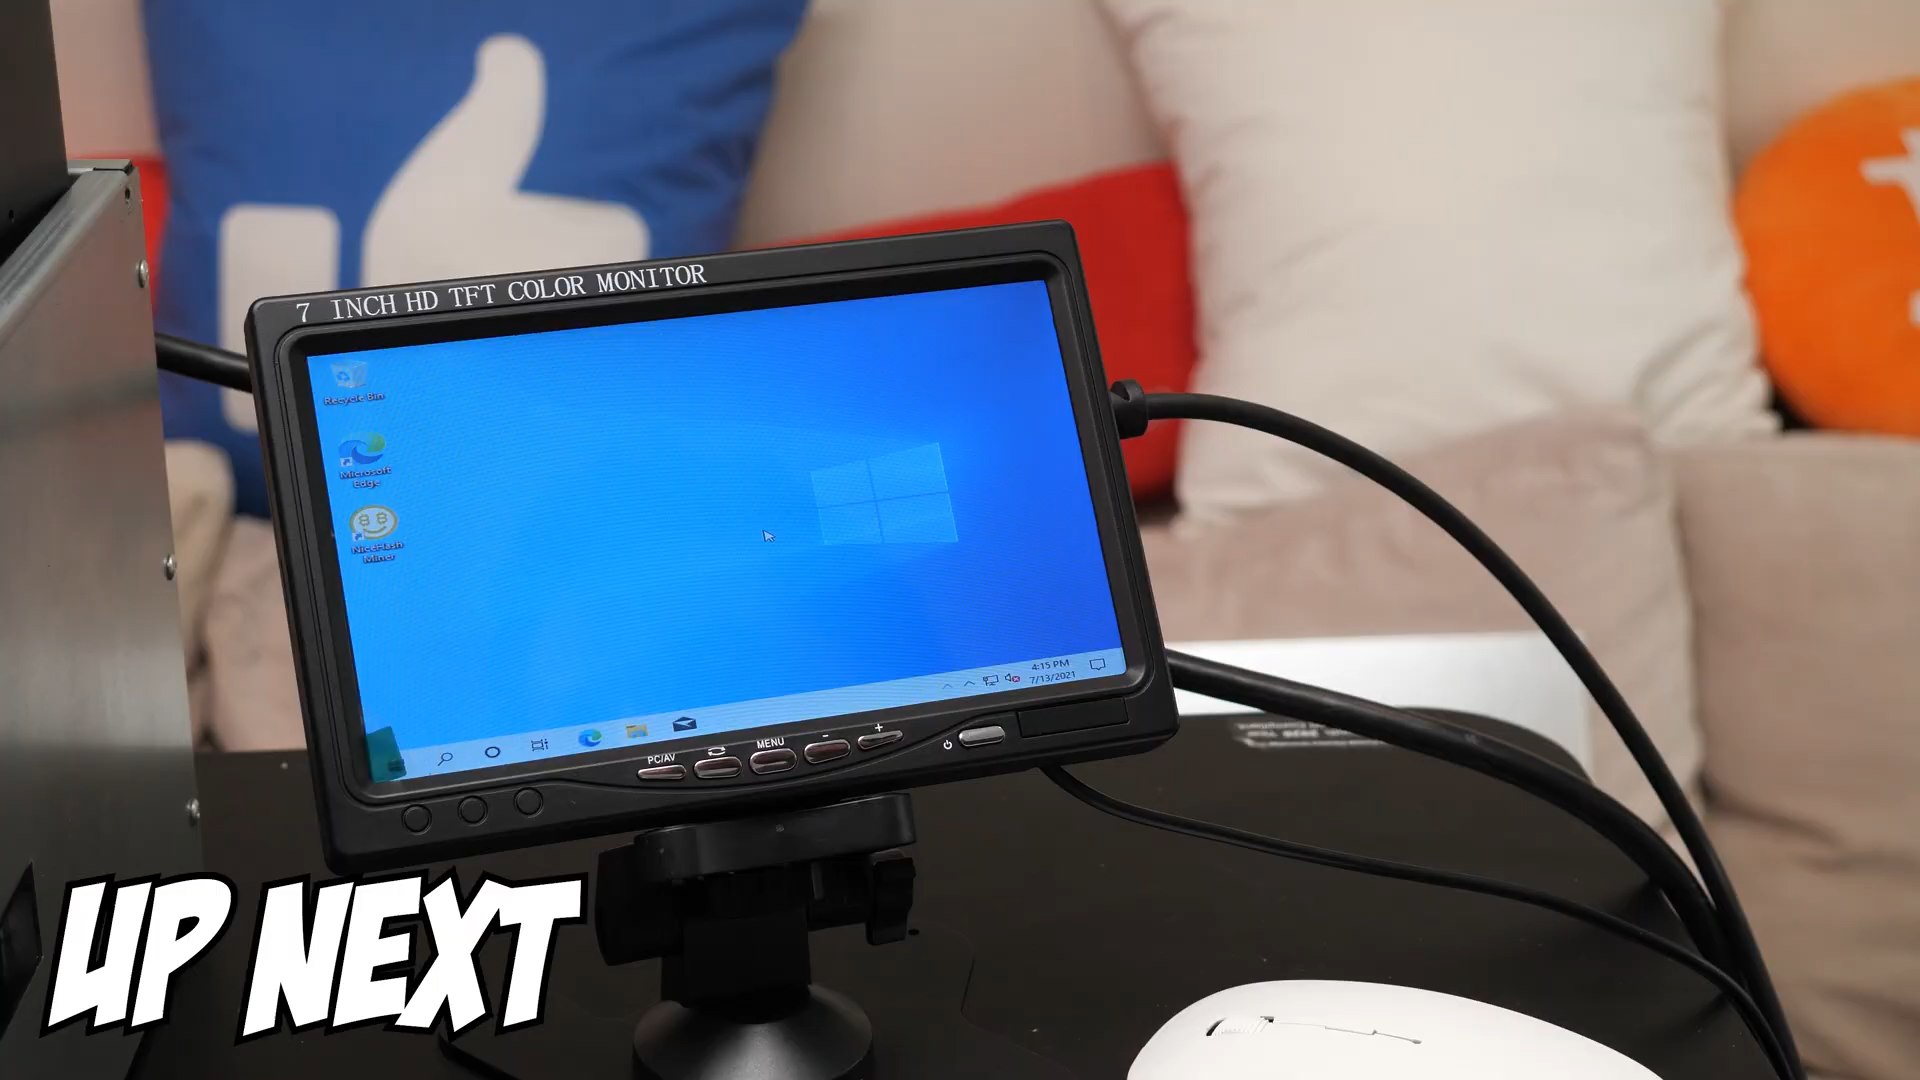 7 INCH HD TFT COLOR MONITOR
Recycle Bin
Microsoft
Edge
NiceHash
Miner
4:15 PM
7/13/2021
PC/AV
MENU
-
+
UP NEXT